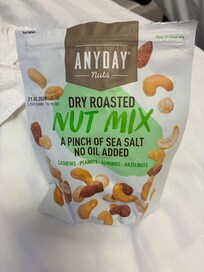 ANYDAY
nuts
DRY ROASTED
NUT MIX
A PINCH OF SEA SALT
NO OIL ADDED
CASHEWS - PEANUTS - ALMONDS - HAZELNUTS